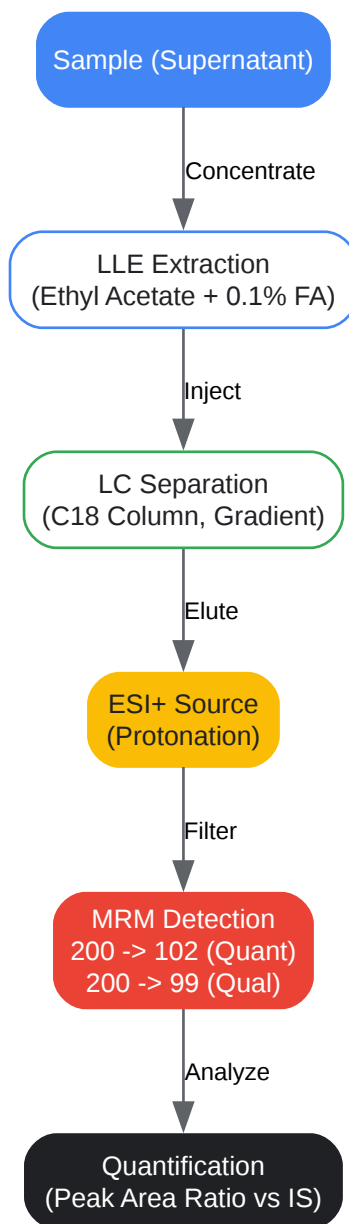 Sample (Supernatant)
Concentrate
LLE Extraction
(Ethyl Acetate + 0.1% FA)
Inject
LC Separation
(C18 Column, Gradient)
Elute
ESI+ Source
(Protonation)
Filter
MRM Detection
200 -> 102 (Quant)
200 -> 99 (Qual)
Analyze
Quantification
(Peak Area Ratio vs IS)